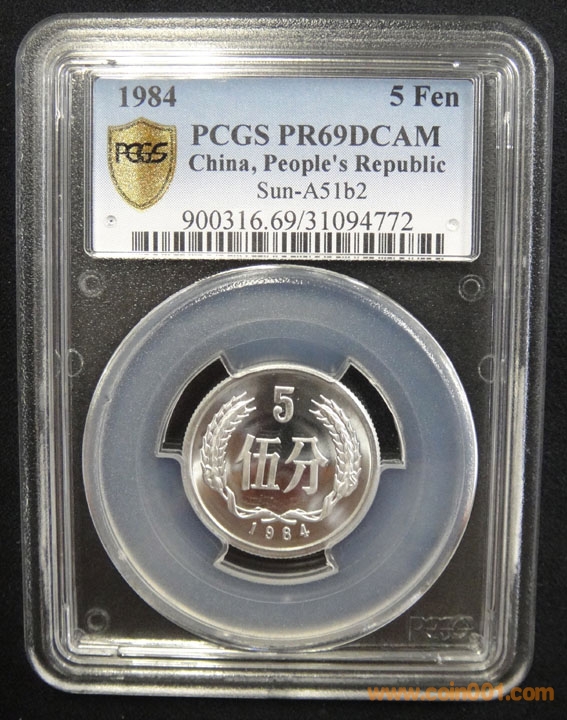 1984 5 Fen
PCGS PCGS PR69DCAM
China, People's Republic
Sun-A51b2
900316.69/31094772
5
伍分
1984
PCGS
www.coin001.com